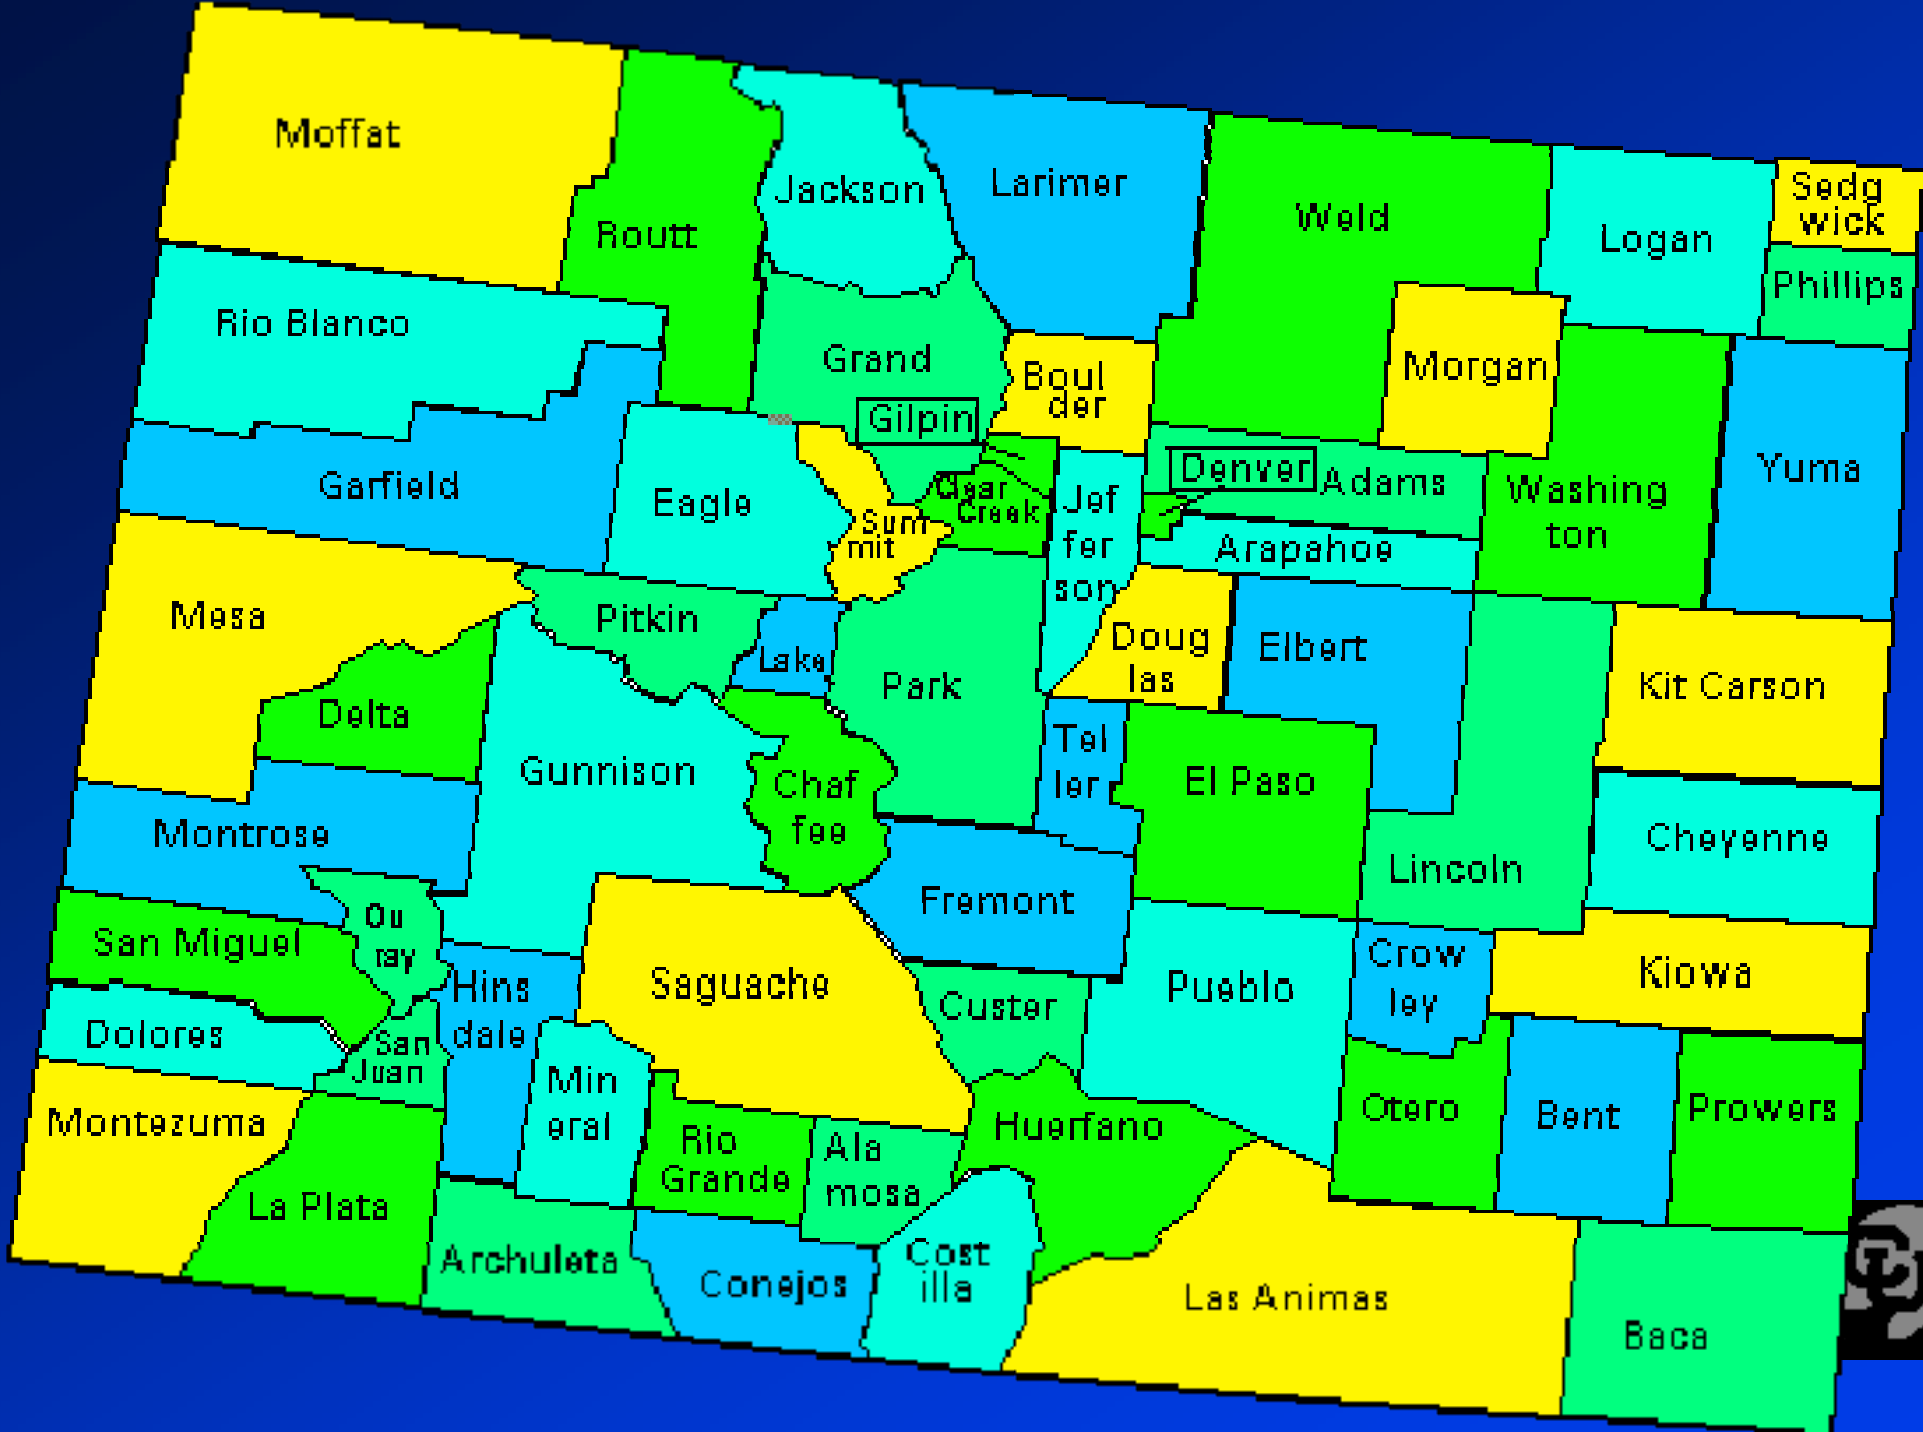 Moffat
Routt
Jackson
Larimer
Weld
Logan
Sedg
wick
Phillips
Rio Blanco
Grand
Boul
der
Morgan
Gilpin
Garfield
Eagle
Sum
mit
Clear
Creek
Jef
fer
son
Denver
Adams
Arapahoe
Washing
ton
Yuma
Mesa
Pitkin
Lake
Park
Doug
las
Elbert
Kit Carson
Delta
Gunnison
Chaf
fee
Tel
ler
El Paso
Lincoln
Cheyenne
Montrose
Ou
ray
Fremont
San Miguel
Hins
dale
Saguache
Custer
Pueblo
Crow
ley
Kiowa
Dolores
San
Juan
Min
eral
Montezuma
La Plata
Rio
Grande
Ala
mosa
Huerfano
Otero
Bent
Prowers
Archuleta
Conejos
Cost
illa
Las Animas
Baca